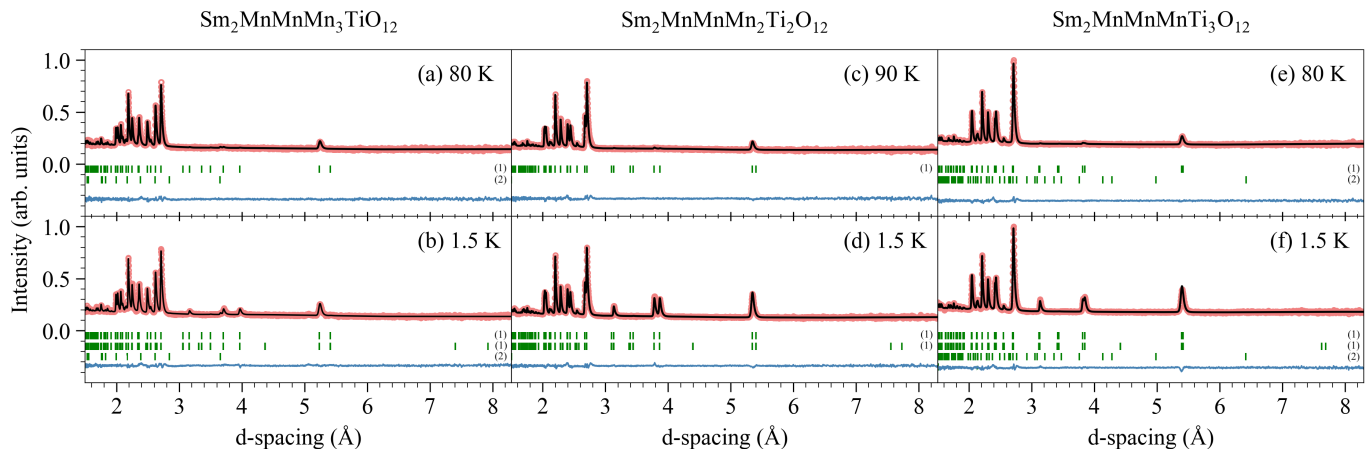 Sm₂MnMnMn₃TiO₁₂ Sm₂MnMnMn₂Ti₂O₁₂ Sm₂MnMnMnTi₃O₁₂
Intensity (arb. units)
1.0
0.5
0.0
(a) 80 K
(1)
(2)
(c) 90 K
(1)
(e) 80 K
(1)
(2)
1.0
0.5
0.0
(b) 1.5 K
(1)
(1)
(2)
(d) 1.5 K
(1)
(1)
(f) 1.5 K
(1)
(1)
(2)
2 3 4 5 6 7 8 2 3 4 5 6 7 8 2 3 4 5 6 7 8
d-spacing (Å) d-spacing (Å) d-spacing (Å)